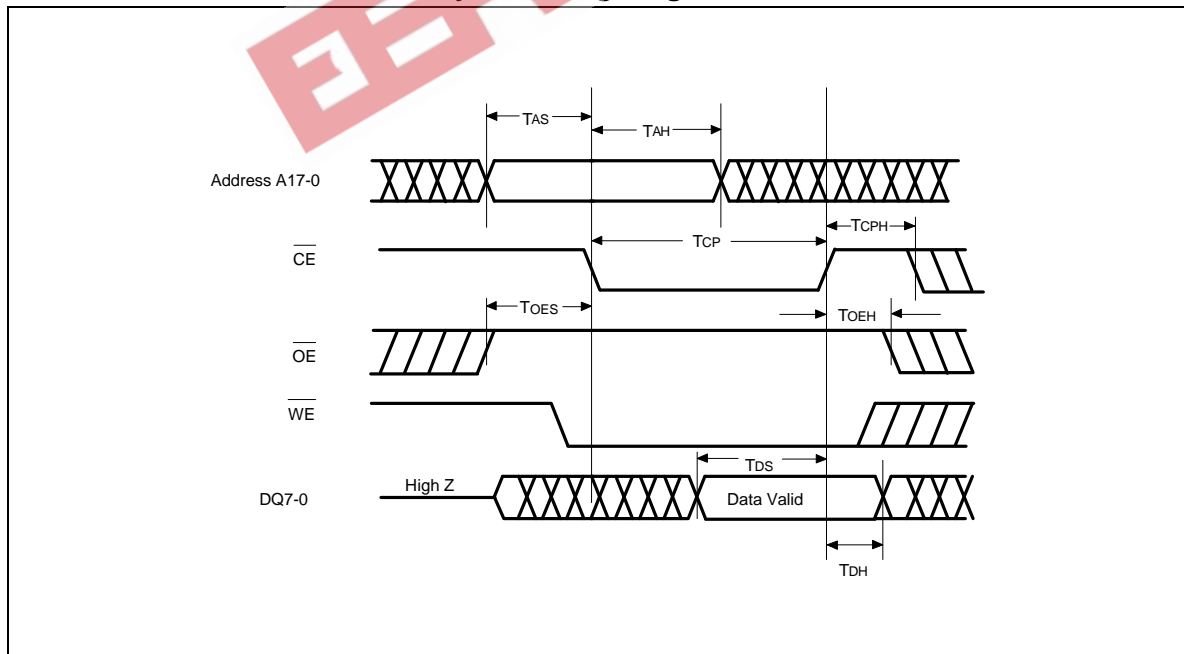 TAS
TAH
Address A17-0
TCPH
TCP
CE
TOES
TOEH
OE
WE
TDS
High Z
Data Valid
DQ7-0
TDH